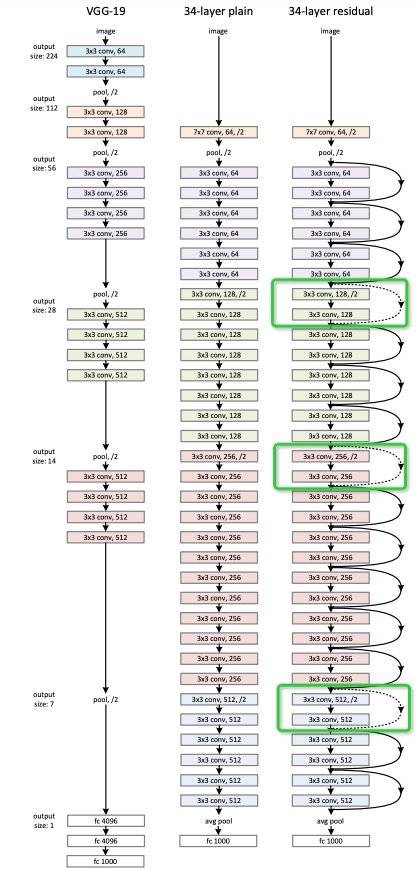 VGG-19
34-layer plain
34-layer residual
output
size: 224
output
size: 112
output
size: 56
output
size: 28
output
size: 14
output
size: 7
output
size: 1
image
3x3 conv, 64
3x3 conv, 64
pool, /2
3x3 conv, 128
3x3 conv, 128
pool, /2
3x3 conv, 256
3x3 conv, 256
3x3 conv, 256
3x3 conv, 256
pool, /2
3x3 conv, 512
3x3 conv, 512
3x3 conv, 512
3x3 conv, 512
pool, /2
3x3 conv, 512
3x3 conv, 512
3x3 conv, 512
3x3 conv, 512
pool, /2
fc 4096
fc 4096
fc 1000
image
7x7 conv, 64, /2
pool, /2
3x3 conv, 64
3x3 conv, 64
3x3 conv, 64
3x3 conv, 64
3x3 conv, 64
3x3 conv, 64
3x3 conv, 128, /2
3x3 conv, 128
3x3 conv, 128
3x3 conv, 128
3x3 conv, 128
3x3 conv, 128
3x3 conv, 128
3x3 conv, 128
3x3 conv, 256, /2
3x3 conv, 256
3x3 conv, 256
3x3 conv, 256
3x3 conv, 256
3x3 conv, 256
3x3 conv, 256
3x3 conv, 256
3x3 conv, 256
3x3 conv, 256
3x3 conv, 256
3x3 conv, 256
3x3 conv, 512, /2
3x3 conv, 512
3x3 conv, 512
3x3 conv, 512
3x3 conv, 512
3x3 conv, 512
avg pool
fc 1000
image
7x7 conv, 64, /2
pool, /2
3x3 conv, 64
3x3 conv, 64
3x3 conv, 64
3x3 conv, 64
3x3 conv, 64
3x3 conv, 64
3x3 conv, 128, /2
3x3 conv, 128
3x3 conv, 128
3x3 conv, 128
3x3 conv, 128
3x3 conv, 128
3x3 conv, 128
3x3 conv, 128
3x3 conv, 256, /2
3x3 conv, 256
3x3 conv, 256
3x3 conv, 256
3x3 conv, 256
3x3 conv, 256
3x3 conv, 256
3x3 conv, 256
3x3 conv, 256
3x3 conv, 256
3x3 conv, 256
3x3 conv, 256
3x3 conv, 512, /2
3x3 conv, 512
3x3 conv, 512
3x3 conv, 512
3x3 conv, 512
3x3 conv, 512
avg pool
fc 1000